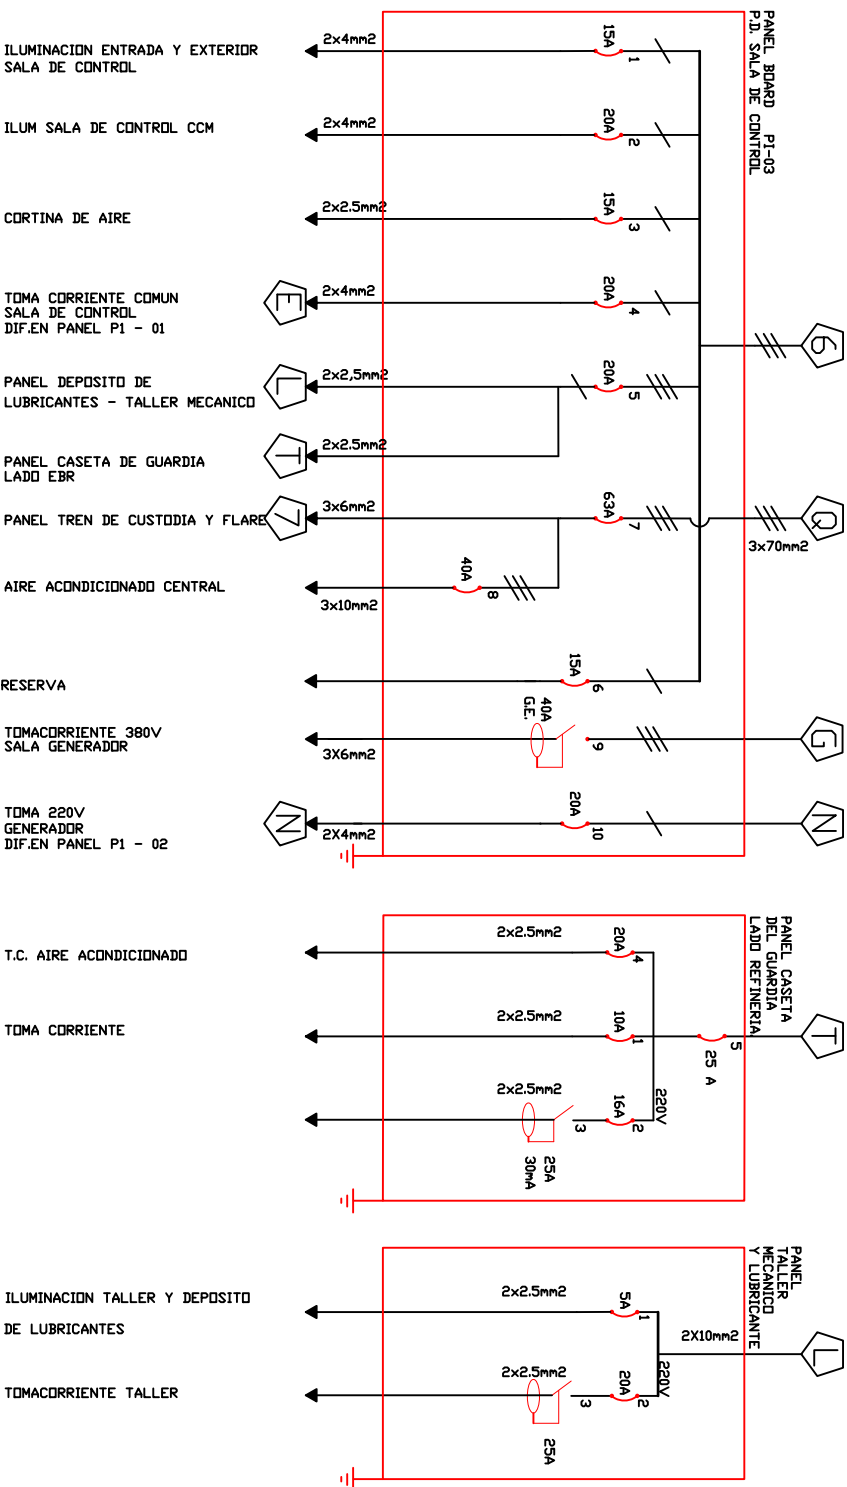 PANEL BOARD PI-03
P.D. SALA DE CONTROL
ILUMINACION ENTRADA Y EXTERIOR
SALA DE CONTROL
2x4mm2
15A
1
ILUM SALA DE CONTROL CCM
2x4mm2
20A
2
CORTINA DE AIRE
2x2.5mm2
15A
3
TOMA CORRIENTE COMUN
SALA DE CONTROL
DIF.EN PANEL P1 - 01
E
2x4mm2
20A
4
6
PANEL DEPOSITO DE
LUBRICANTES - TALLER MECANICO
L
2x2,5mm2
20A
5
PANEL CASETA DE GUARDIA
LADO EBR
T
2x2.5mm2
PANEL TREN DE CUSTODIA Y FLARE
7
3x6mm2
63A
7
Q
3x70mm2
AIRE ACONDICIONADO CENTRAL
3x10mm2
40A
8
RESERVA
15A
6
TOMACORRIENTE 380V
SALA GENERADOR
3X6mm2
40A
G.E.
9
G
TOMA 220V
GENERADOR
DIF.EN PANEL P1 - 02
N
2X4mm2
20A
10
N
PANEL CASETA
DEL GUARDIA
LADO REFINERIA
T.C. AIRE ACONDICIONADO
2x2.5mm2
20A
4
TOMA CORRIENTE
2x2.5mm2
10A
1
25 A
5
T
2x2.5mm2
25A
30mA
3
16A
2
220V
PANEL
TALLER
MECANICO
Y LUBRICANTE
ILUMINACION TALLER Y DEPOSITO
DE LUBRICANTES
2x2.5mm2
5A
1
2X10mm2
L
TOMACORRIENTE TALLER
2x2.5mm2
25A
3
20A
2
220V